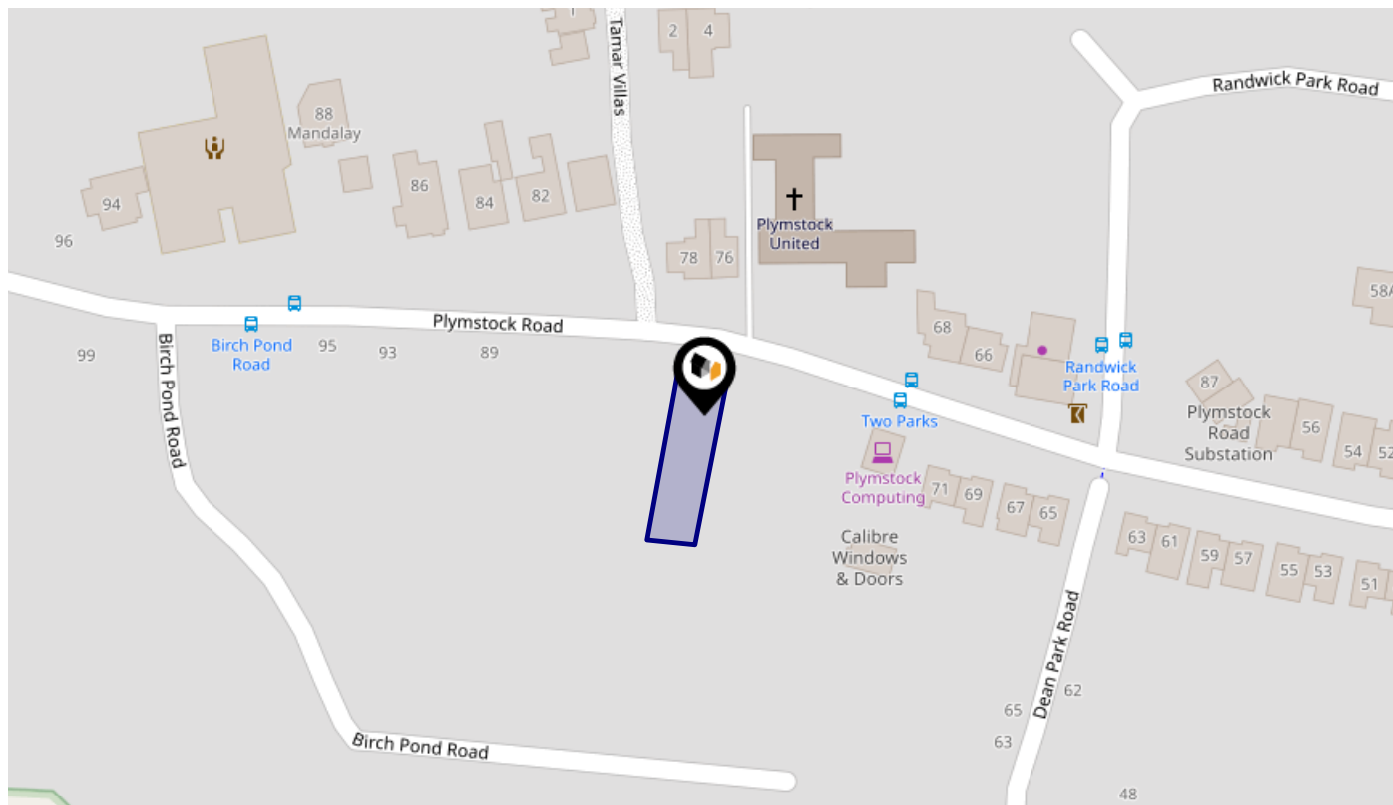 1
2
4
Tamar Villas
Randwick Park Road
88
Mandalay
94
86
84
82
96
Plymstock
United
78
76
58A
Plymstock Road
68
66
Birch Pond
Road
99
95
93
89
Birch Pond Road
Randwick
Park Road
87
Plymstock
Road
Substation
56
54
52
Two Parks
Plymstock
Computing
71
69
67
65
Calibre
Windows
& Doors
63
61
59
57
55
53
51
Dean Park Road
62
65
63
Birch Pond Road
48